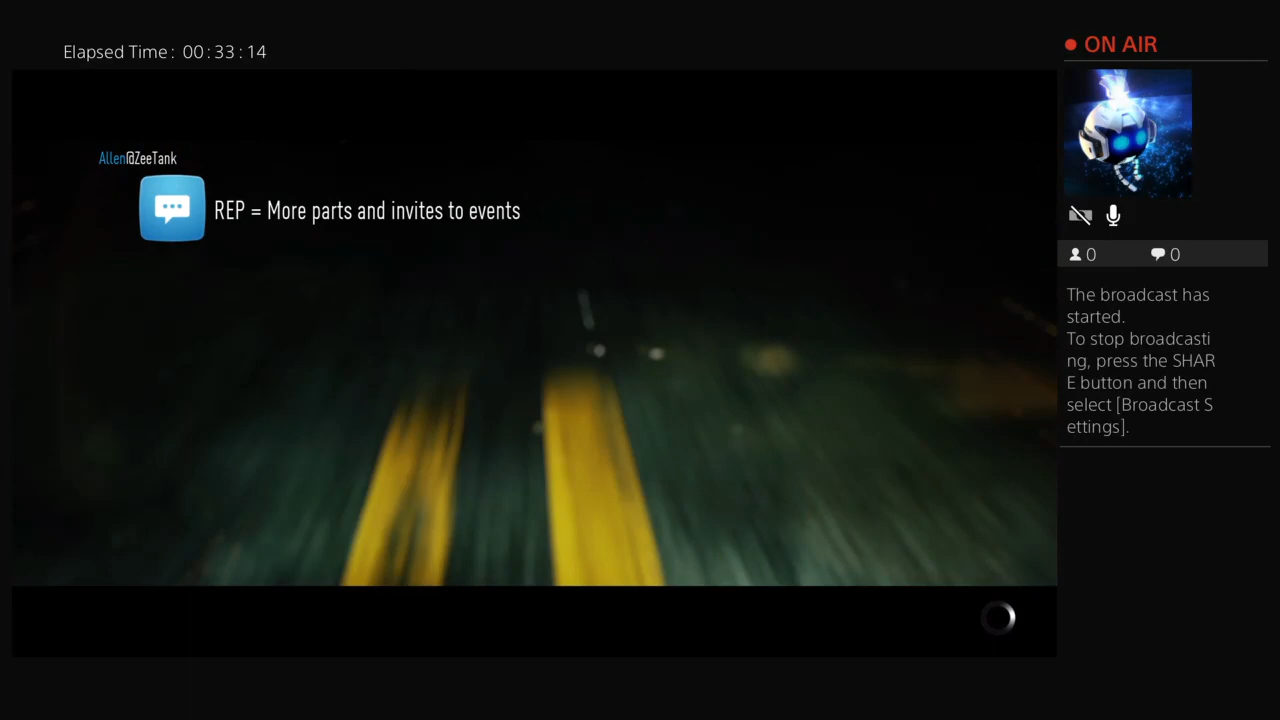 Elapsed Time: 00:33:14
ON AIR
Allen@ZeeTank
REP = More parts and invites to events
0 0
The broadcast has
started.
To stop broadcasti
ng, press the SHAR
E button and then
select [Broadcast S
ettings].